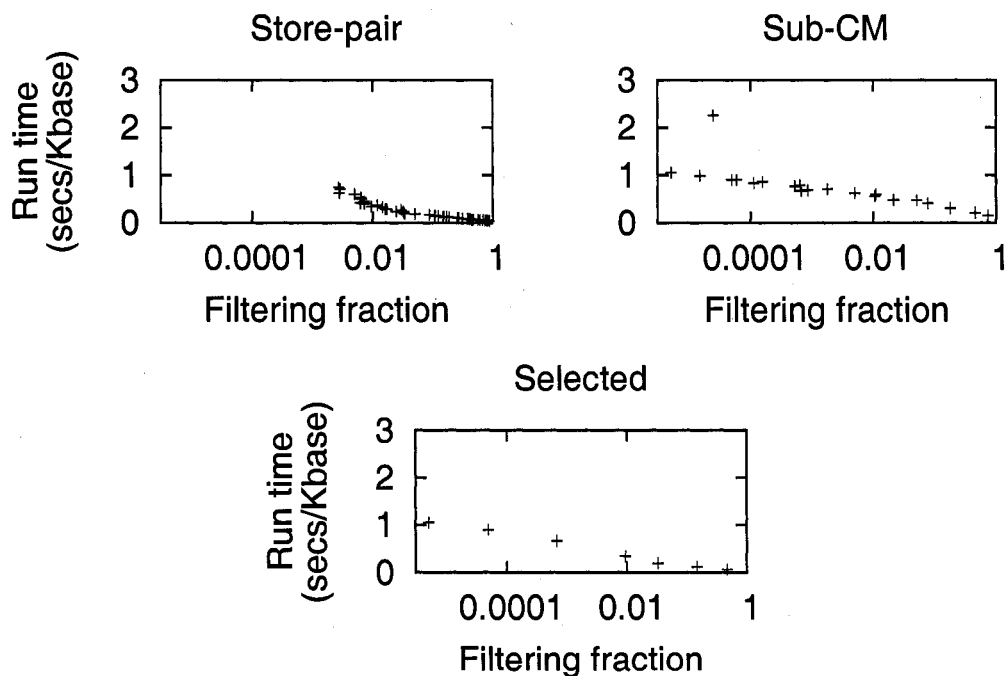 Store-pair
Run time
(secs/Kbase)
3
2
1
0
0.0001 0.01 1
Filtering fraction
Sub-CM
3
2
1
0
0.0001 0.01 1
Filtering fraction
Selected
Run time
(secs/Kbase)
3
2
1
0
0.0001 0.01 1
Filtering fraction